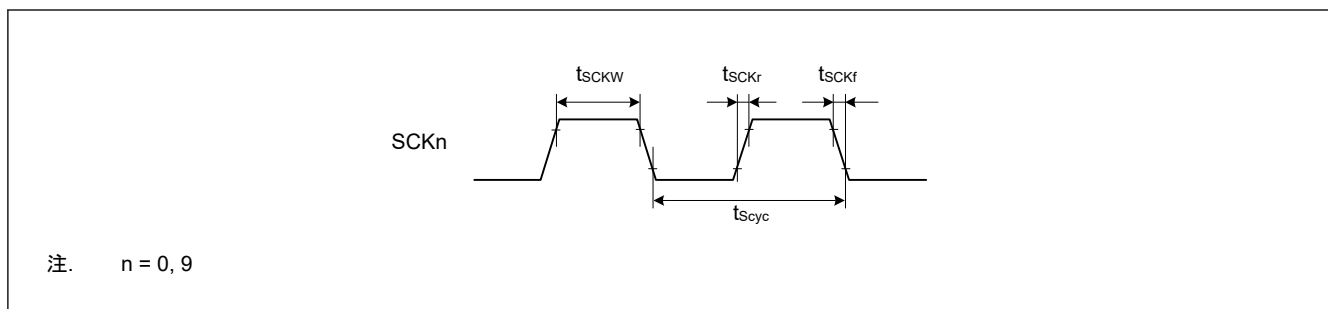 tSCKW tSCKr tSCKf
SCKn
tScyc
注. n = 0, 9